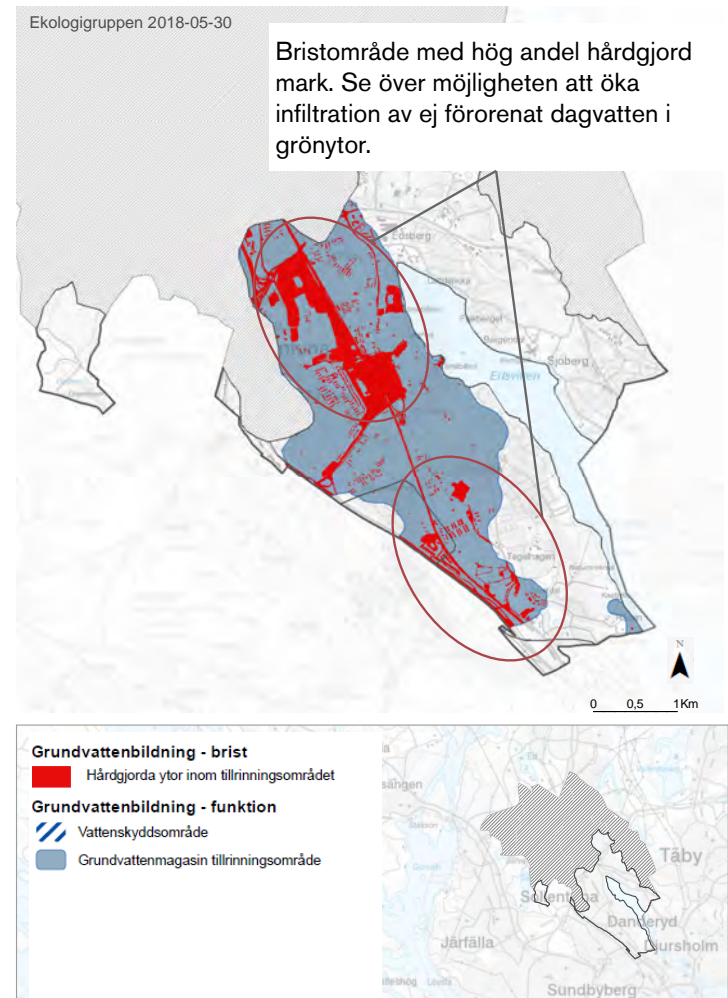 Ekologigruppen 2018-05-30
Bristområde med hög andel hårdgjord
mark. Se över möjligheten att öka
infiltration av ej förorenat dagvatten i
grönytor.
Edsberg
Sjöberg
Edsviken
Tegelhagen
N
0 0,5 1Km
Grundvattenbildning - brist
Hårdgjorda ytor inom tillrinningsområdet
Grundvattenbildning - funktion
Vattenskyddsområde
Grundvattenmagasin tillrinningsområde
Täby
Sollentuna
Danderyd
Djursholm
Järfälla
Sundbyberg